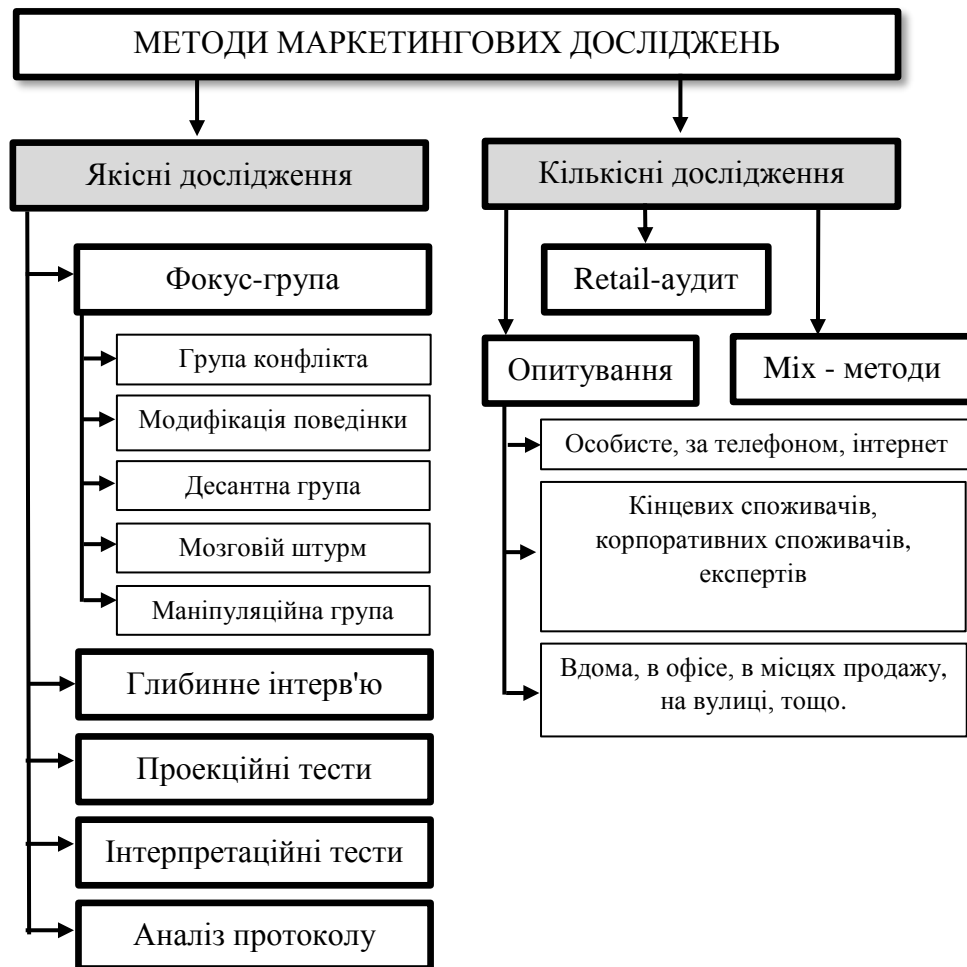 МЕТОДИ МАРКЕТИНГОВИХ ДОСЛІДЖЕНЬ
Якісні дослідження
Фокус-група
Група конфлікта
Модифікація поведінки
Десантна група
Мозговій штурм
Маніпуляційна група
Глибинне інтерв'ю
Проекційні тести
Інтерпретаційні тести
Аналіз протоколу
Кількісні дослідження
Retail-аудит
Опитування
Міх - методи
Особисте, за телефоном, інтернет
Кінцевих споживачів,
корпоративних споживачів,
експертів
Вдома, в офісе, в місцях продажу,
на вулиці, тощо.